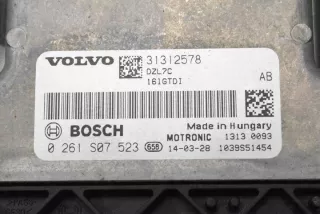 VOLVO 31312578
DZL7C
161GTDI AB
BOSCH Made in Hungary
MOTRONIC 1313 0093
0 261 S07 523 658 14-03-28 1039S51454